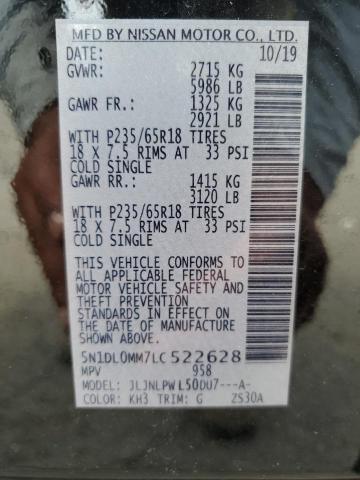 MFD BY NISSAN MOTOR CO., LTD.
DATE: 10/19
GVWR: 2715 KG
5986 LB
GAWR FR.: 1325 KG
2921 LB
WITH P235/65R18 TIRES
18 X 7.5 RIMS AT 33 PSI
COLD SINGLE
GAWR RR.: 1415 KG
3120 LB
WITH P235/65R18 TIRES
18 X 7.5 RIMS AT 33 PSI
COLD SINGLE
THIS VEHICLE CONFORMS TO
ALL APPLICABLE FEDERAL
MOTOR VEHICLE SAFETY AND
THEFT PREVENTION
STANDARDS IN EFFECT ON
THE DATE OF MANUFACTURE
SHOWN ABOVE.
5N1DL0MM7LC522628
MPV 958
MODEL: JLJNLPWL50DU7---A-
COLOR: KH3 TRIM: G ZS30A